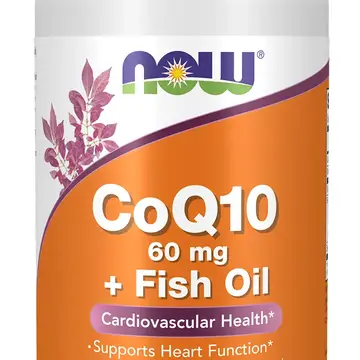 NOW
CoQ10
60 mg
+ Fish Oil
Cardiovascular Health*
• Supports Heart Function*